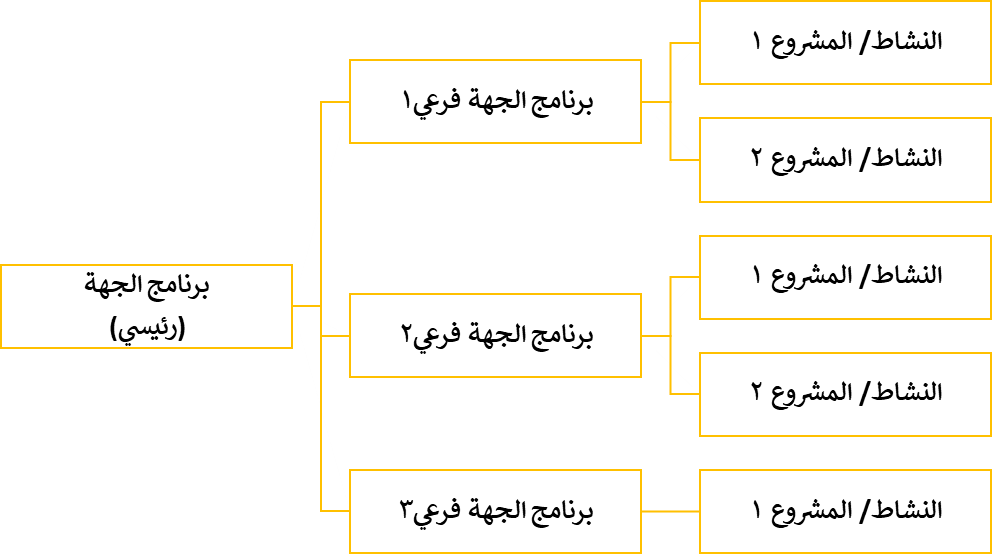 برنامج الجهة
(رئيسي)
برنامج الجهة فرعي١
النشاط/ المشروع ١
النشاط/ المشروع ٢
برنامج الجهة فرعي٢
النشاط/ المشروع ١
النشاط/ المشروع ٢
برنامج الجهة فرعي٣
النشاط/ المشروع ١